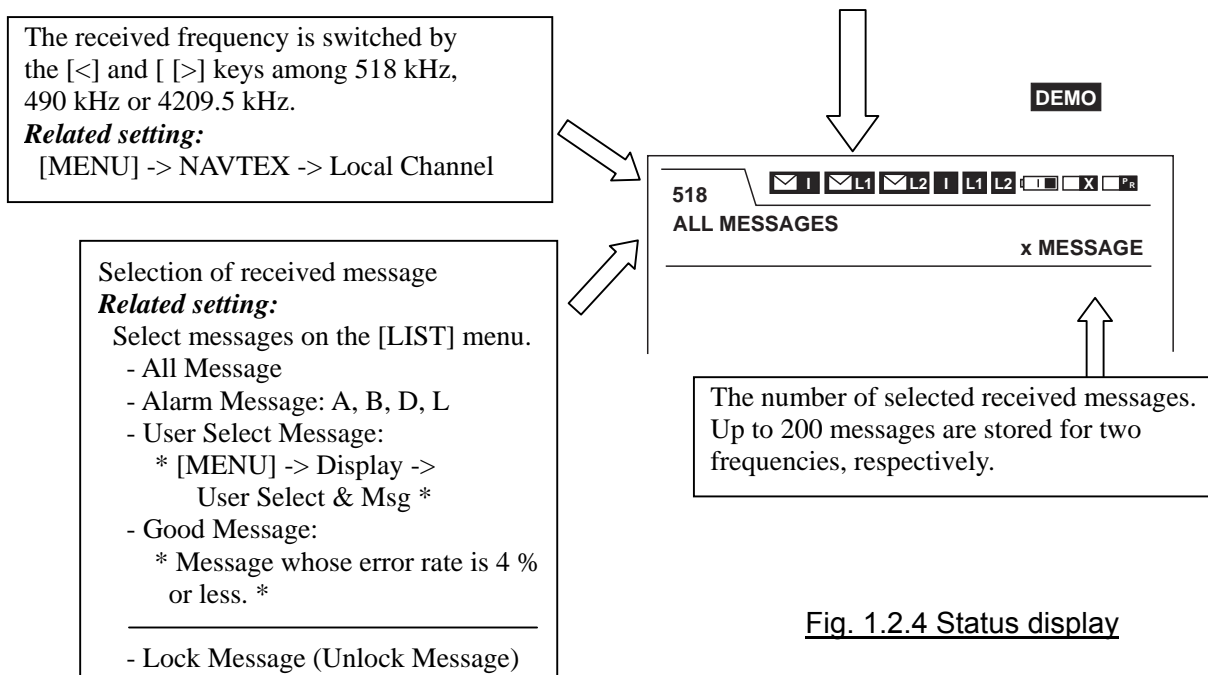 The received frequency is switched by
the [<] and [ [>] keys among 518 kHz,
490 kHz or 4209.5 kHz.
Related setting:
[MENU] -> NAVTEX -> Local Channel
DEMO
518
I L1 L2 I L1 L2 I X PR
ALL MESSAGES
x MESSAGE
Selection of received message
Related setting:
Select messages on the [LIST] menu.
- All Message
- Alarm Message: A, B, D, L
- User Select Message:
* [MENU] -> Display ->
User Select & Msg *
- Good Message:
* Message whose error rate is 4 %
or less. *
- Lock Message (Unlock Message)
The number of selected received messages.
Up to 200 messages are stored for two
frequencies, respectively.
Fig. 1.2.4 Status display